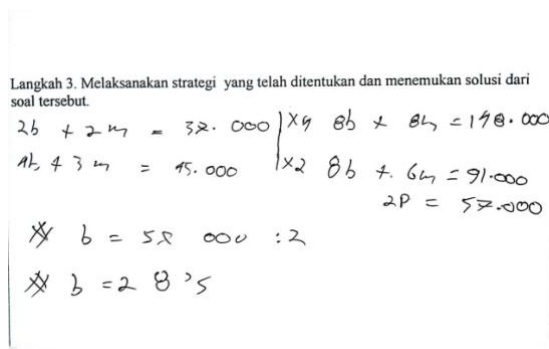 Langkah 3. Melaksanakan strategi yang telah ditentukan dan menemukan solusi dari
soal tersebut.
2b + 2m = 37.000 | x4 8b + 8m = 148.000
4b + 3m = 45.000 | x2 8b + 6m = 91.000
2P = 57.000
b = 57 000 : 2
b = 28'5